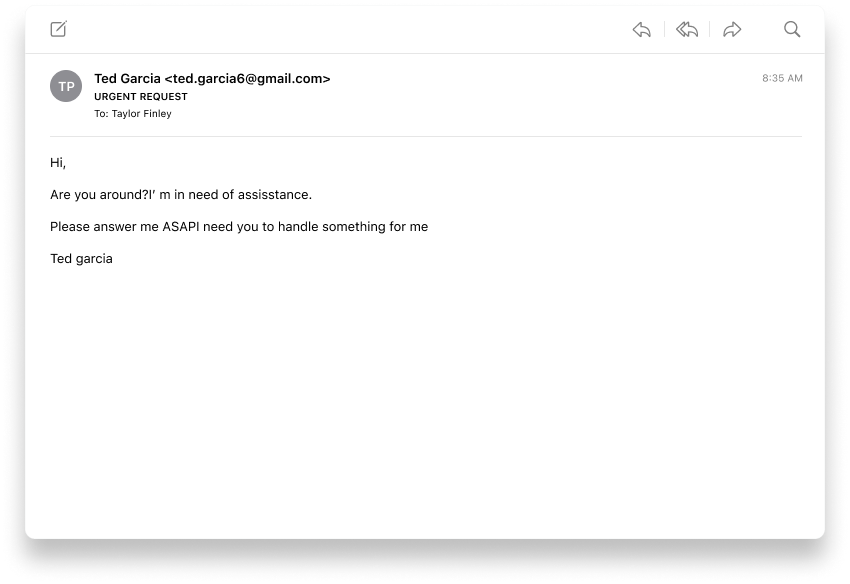 TP
Ted Garcia <ted.garcia6@gmail.com>
8:35 AM
URGENT REQUEST
To: Taylor Finley
Hi,
Are you around?I’ m in need of assisstance.
Please answer me ASAPI need you to handle something for me
Ted garcia